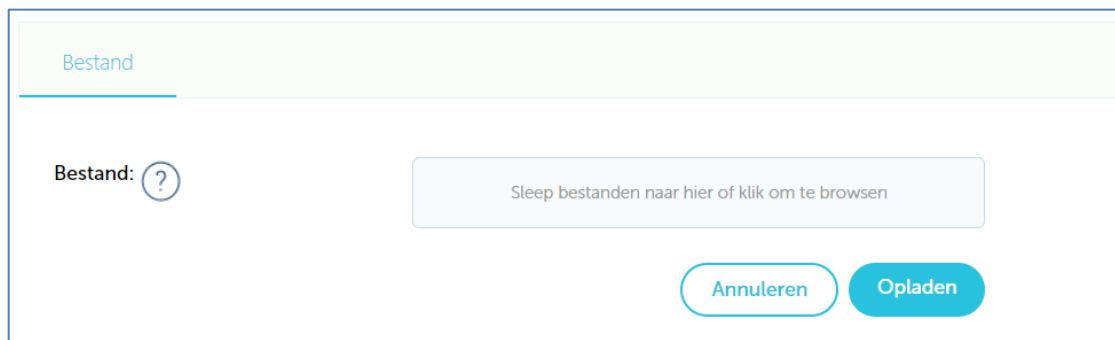 Bestand
Bestand: ?
Sleep bestanden naar hier of klik om te browsen
Annuleren
Opladen